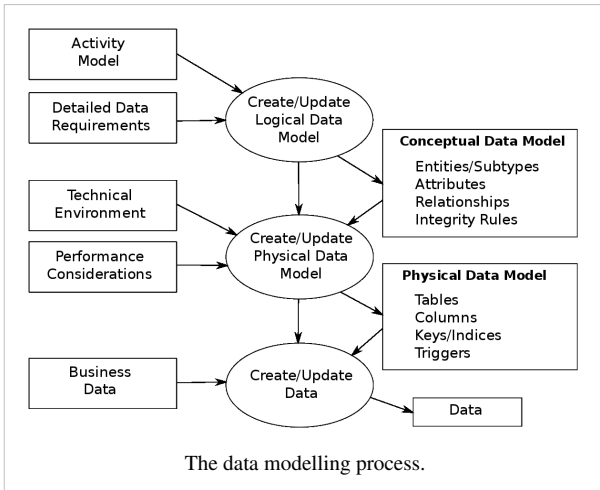 Activity
Model
Detailed Data
Requirements
Create/Update
Logical Data
Model
Conceptual Data Model
Entities/Subtypes
Attributes
Relationships
Integrity Rules
Technical
Environment
Performance
Considerations
Create/Update
Physical Data
Model
Physical Data Model
Tables
Columns
Keys/Indices
Triggers
Business
Data
Create/Update
Data
Data
The data modelling process.